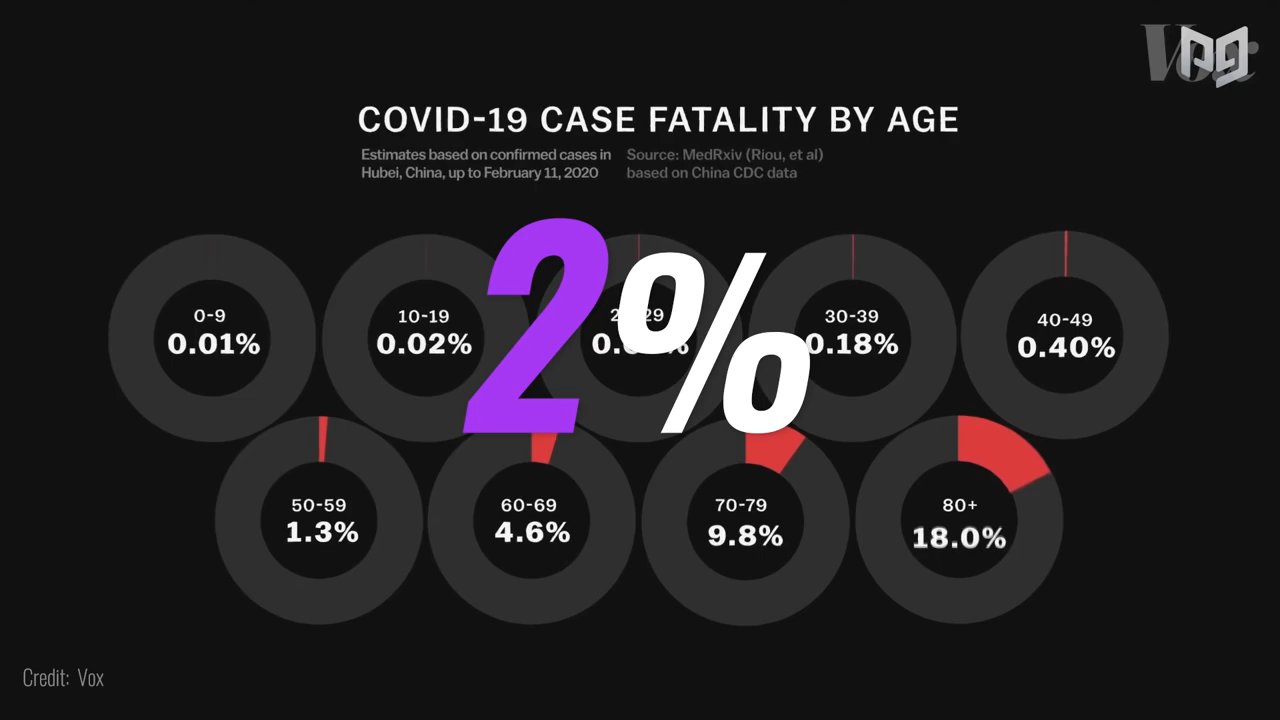 Vox
COVID-19 CASE FATALITY BY AGE
Estimates based on confirmed cases in
Hubei, China, up to February 11, 2020
Source: MedRxiv (Riou, et al)
based on China CDC data
2%
0-9
0.01%
10-19
0.02%
30-39
0.18%
40-49
0.40%
50-59
1.3%
60-69
4.6%
70-79
9.8%
80+
18.0%
Credit: Vox